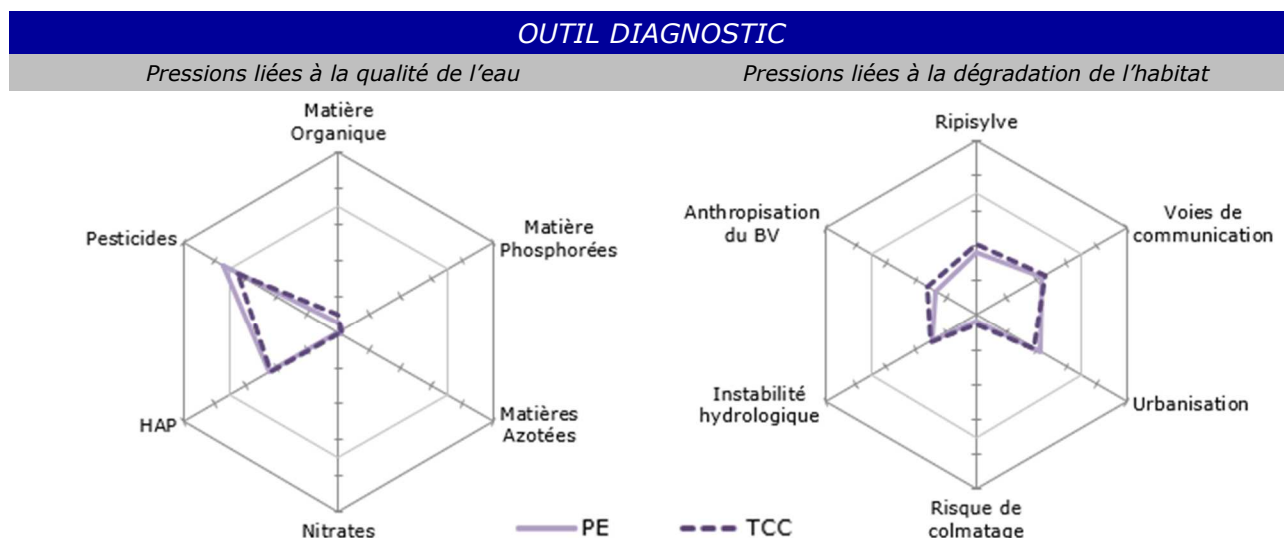 OUTIL DIAGNOSTIC
Pressions liées à la qualité de l’eau
Pressions liées à la dégradation de l’habitat
Matière
Organique
Matière
Phosphorées
Matières
Azotées
Nitrates
HAP
Pesticides
Ripisylve
Voies de
communication
Urbanisation
Risque de
colmatage
Instabilité
hydrologique
Anthropisation
du BV
PE
TCC